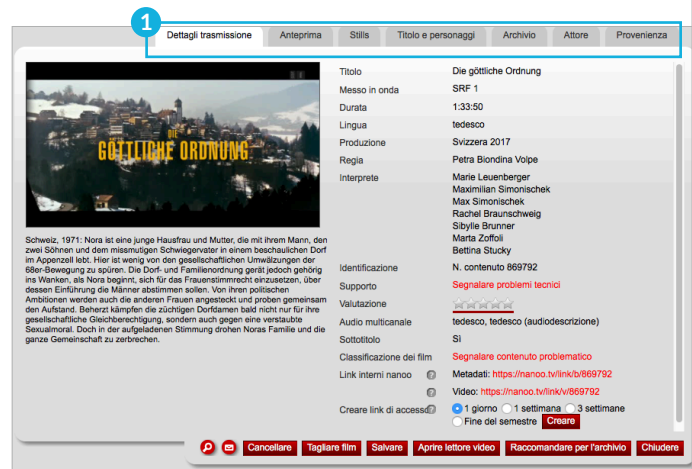 1
Dettagli trasmissione Anteprima Stills Titolo e personaggi Archivio Attore Provenienza
DIE
GÖTTLICHE ORDNUNG
Schweiz, 1971: Nora ist eine junge Hausfrau und Mutter, die mit ihrem Mann, den
zwei Söhnen und dem missmutigen Schwiegervater in einem beschaulichen Dorf
im Appenzell lebt. Hier ist wenig von den gesellschaftlichen Umwälzungen der
68er-Bewegung zu spüren. Die Dorf- und Familienordnung gerät jedoch gehörig
ins Wanken, als Nora beginnt, sich für das Frauenstimmrecht einzusetzen, über
dessen Einführung die Männer abstimmen sollen. Von ihren politischen
Ambitionen werden auch die anderen Frauen angesteckt und proben gemeinsam
den Aufstand. Beherzt kämpfen die züchtigen Dorfdamen bald nicht nur für ihre
gesellschaftliche Gleichberechtigung, sondern auch gegen eine verstaubte
Sexualmoral. Doch in der aufgeladenen Stimmung drohen Noras Familie und die
ganze Gemeinschaft zu zerbrechen.
Titolo Die göttliche Ordnung
Messo in onda SRF 1
Durata 1:33:50
Lingua tedesco
Produzione Svizzera 2017
Regia Petra Biondina Volpe
Interprete Marie Leuenberger
Maximilian Simonischek
Max Simonischek
Rachel Braunschweig
Sibylle Brunner
Marta Zoffoli
Bettina Stucky
Identificazione N. contenuto 869792
Supporto Segnalare problemi tecnici
Valutazione
Audio multicanale tedesco, tedesco (audiodescrizione)
Sottotitolo Sì
Classificazione dei film Segnalare contenuto problematico
Link interni nanoo ? Metadati: https://nanoo.tv/link/b/869792
? Video: https://nanoo.tv/link/v/869792
Creare link di accesso ? 1 giorno 1 settimana 3 settimane
Fine del semestre Creare
Cancellare Tagliare film Salvare Aprire lettore video Raccomandare per l'archivio Chiudere